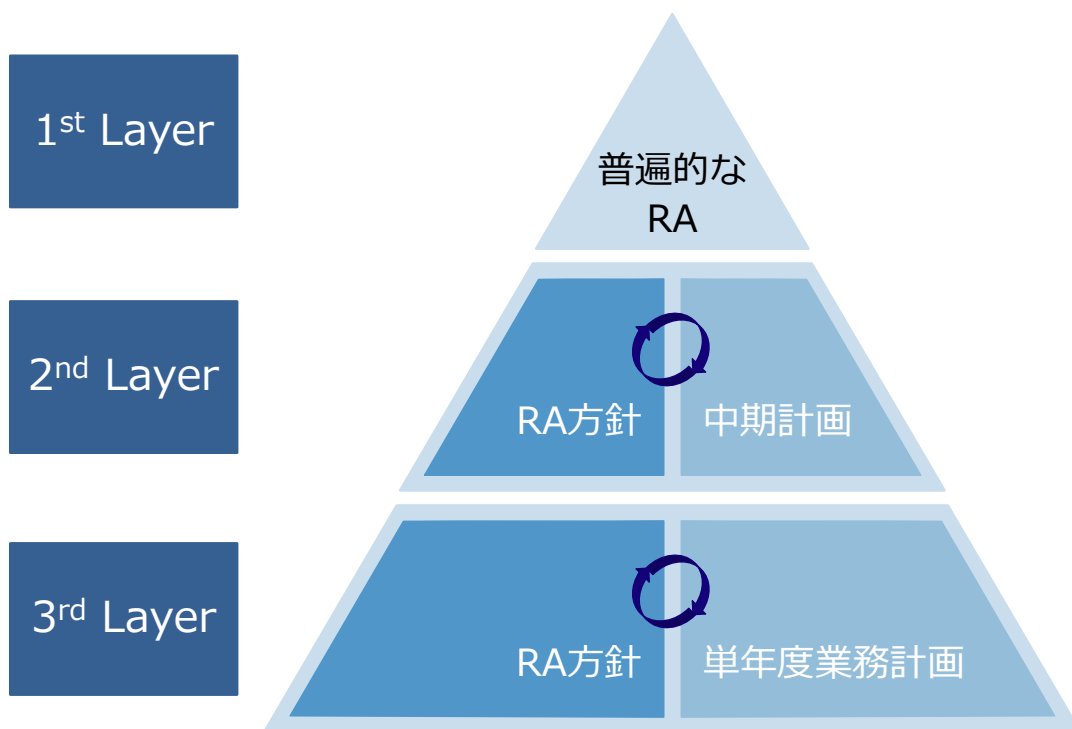 1st Layer
普遍的な
RA
2nd Layer
RA方針
中期計画
3rd Layer
RA方針
単年度業務計画